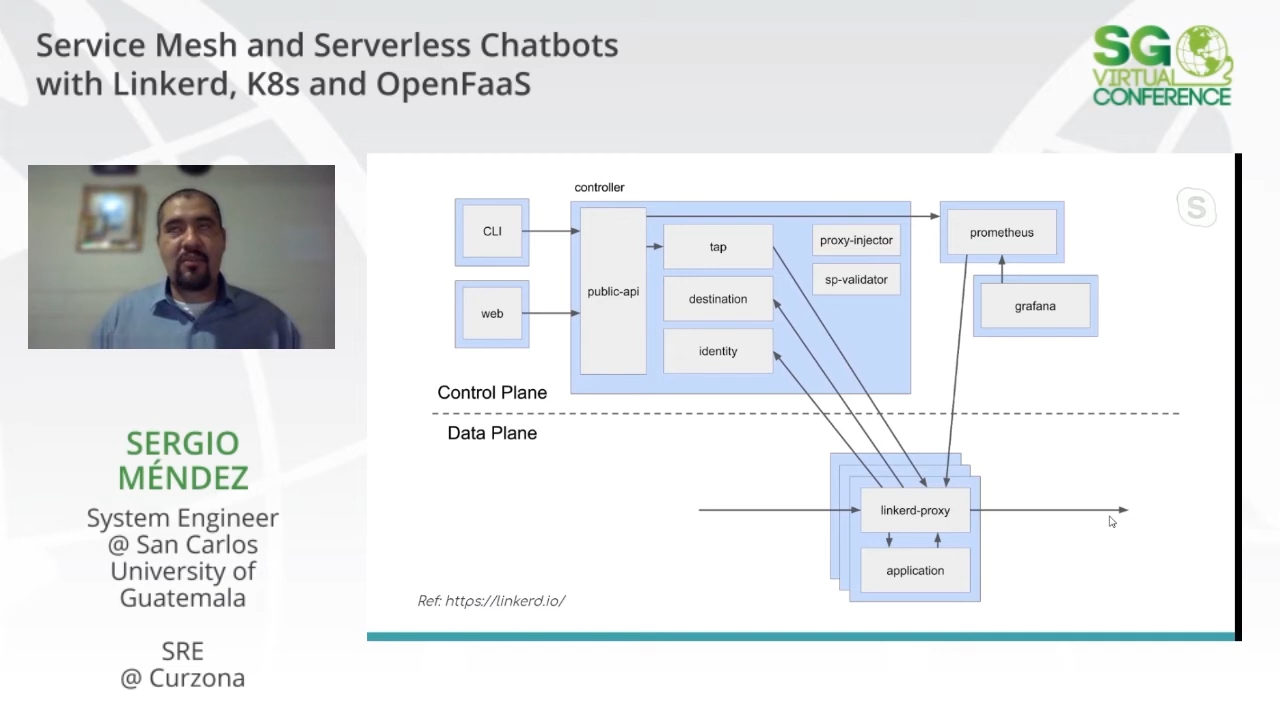 Service Mesh and Serverless Chatbots
with Linkerd, K8s and OpenFaaS
SG
VIRTUAL
CONFERENCE
SERGIO
MÉNDEZ
System Engineer
@ San Carlos
University of
Guatemala
SRE
@ Curzona
controller
CLI
web
public-api
tap
destination
identity
proxy-injector
sp-validator
prometheus
grafana
S
Control Plane
Data Plane
linkerd-proxy
application
Ref: https://linkerd.io/